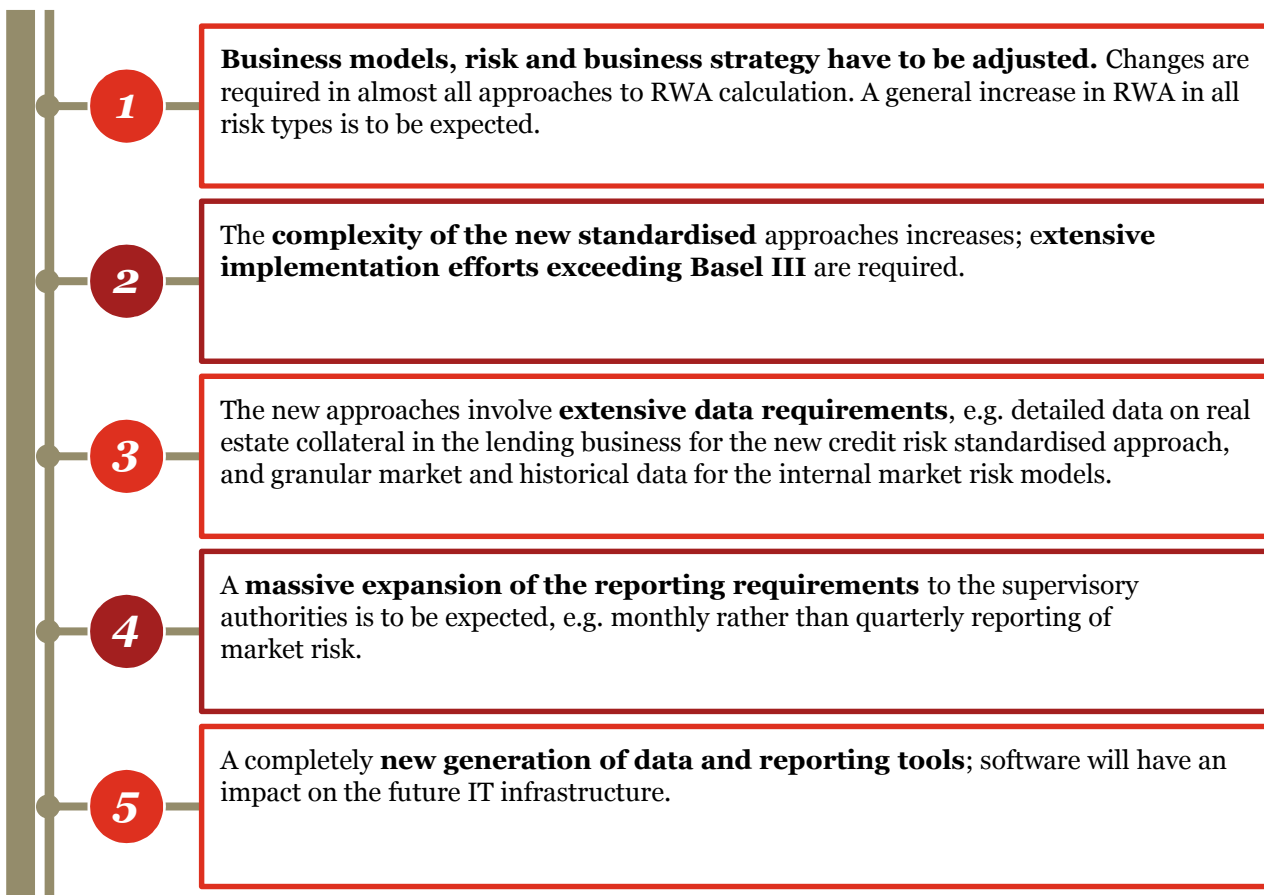 1
Business models, risk and business strategy have to be adjusted. Changes are
required in almost all approaches to RWA calculation. A general increase in RWA in all
risk types is to be expected.
2
The complexity of the new standardised approaches increases; extensive
implementation efforts exceeding Basel III are required.
3
The new approaches involve extensive data requirements, e.g. detailed data on real
estate collateral in the lending business for the new credit risk standardised approach,
and granular market and historical data for the internal market risk models.
4
A massive expansion of the reporting requirements to the supervisory
authorities is to be expected, e.g. monthly rather than quarterly reporting of
market risk.
5
A completely new generation of data and reporting tools; software will have an
impact on the future IT infrastructure.